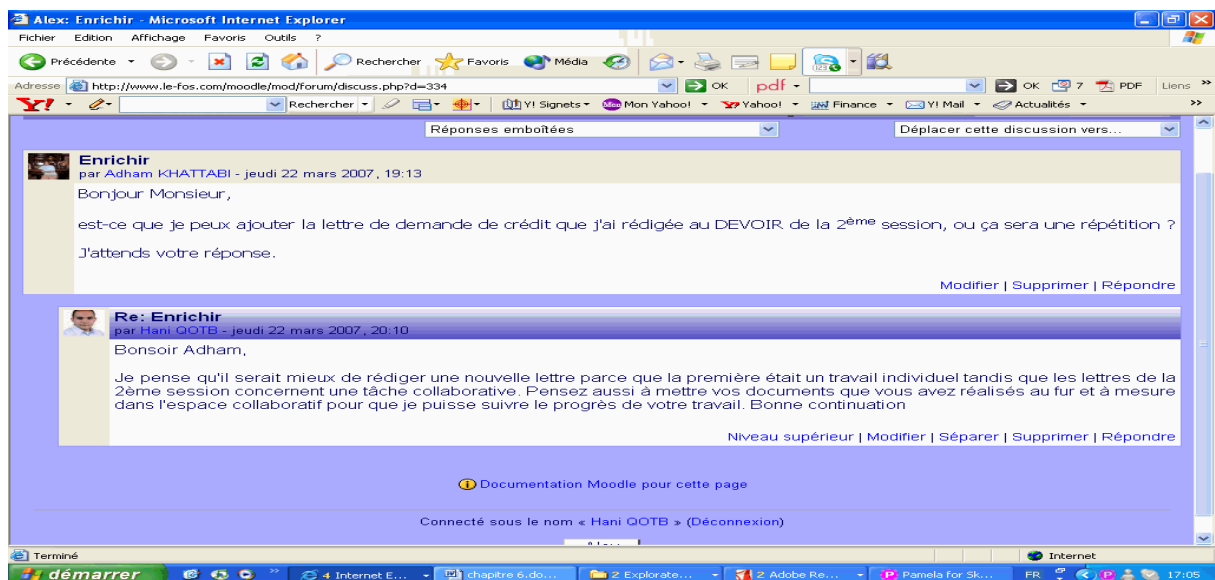 Alex: Enrichir - Microsoft Internet Explorer
Fichier Edition Affichage Favoris Outils ?
Précédente Rechercher Favoris Média
Adresse http://www.le-fos.com/moodle/mod/forum/discuss.php?d=334 OK pdf OK 7 PDF Liens »
Y! Rechercher Y! Signets Mon Yahoo! Yahoo! Finance Y! Mail Actualités »
Réponses emboîtées Déplacer cette discussion vers...
Enrichir
par Adham KHATTABI - jeudi 22 mars 2007, 19:13
Bonjour Monsieur,
est-ce que je peux ajouter la lettre de demande de crédit que j'ai rédigée au DEVOIR de la 2ème session, ou ça sera une répétition ?
J'attends votre réponse.
Modifier | Supprimer | Répondre
Re: Enrichir
par Hani QOTB - jeudi 22 mars 2007, 20:10
Bonsoir Adham,
Je pense qu'il serait mieux de rédiger une nouvelle lettre parce que la première était un travail individuel tandis que les lettres de la
2ème session concernent une tâche collaborative. Pensez aussi à mettre vos documents que vous avez réalisés au fur et à mesure
dans l'espace collaboratif pour que je puisse suivre le progrès de votre travail. Bonne continuation
Niveau supérieur | Modifier | Séparer | Supprimer | Répondre
Documentation Moodle pour cette page
Connecté sous le nom « Hani QOTB » (Déconnexion)
Terminé Internet
démarrer » 4 Internet E... chapitre 6.do... 2 Explorate... 2 Adobe Re... Pamela for Sk... FR 17:05